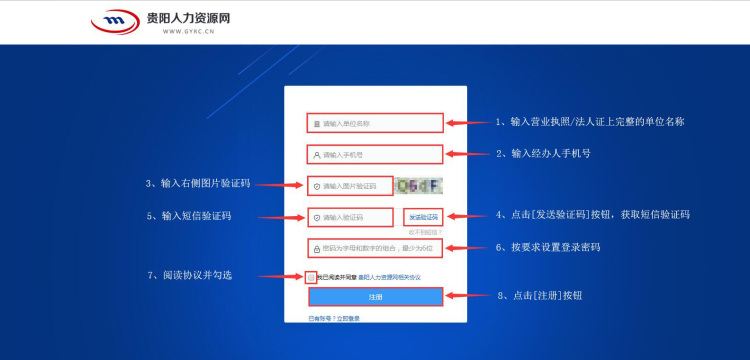 贵阳人力资源网
WWW.GYRC.CN
请输入单位名称
1、输入营业执照/法人证上完整的单位名称
请输入手机号
2、输入经办人手机号
3、输入右侧图片验证码
请输入图片验证码
5、输入短信验证码
请输入验证码
发送验证码
4、点击[发送验证码]按钮，获取短信验证码
收不到短信？
密码为字母和数字的组合，最少为6位
6、按要求设置登录密码
7、阅读协议并勾选
我已阅读并同意 贵阳人力资源网相关协议
注册
8、点击[注册]按钮
已有账号？立即登录